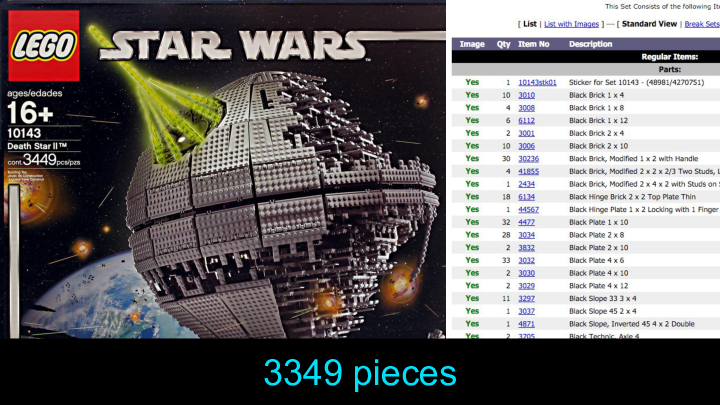 LEGO
STAR WARS™
ages/edades
16+
10143
Death Star II™
cont. 3449 pcs/pzs
This Set Consists of the following It
[ List | List with Images ] --- [ Standard View | Break Sets
Image Qty Item No Description
Regular Items:
Parts:
Yes 1 10143stk01 Sticker for Set 10143 - (48981/4270751)
Yes 10 3010 Black Brick 1 x 4
Yes 4 3008 Black Brick 1 x 8
Yes 6 6112 Black Brick 1 x 12
Yes 2 3001 Black Brick 2 x 4
Yes 10 3006 Black Brick 2 x 10
Yes 30 30236 Black Brick, Modified 1 x 2 with Handle
Yes 4 41855 Black Brick, Modified 2 x 2 x 2/3 Two Studs, L
Yes 1 2434 Black Brick, Modified 2 x 4 x 2 with Studs on S
Yes 18 6134 Black Hinge Brick 2 x 2 Top Plate Thin
Yes 1 44567 Black Hinge Plate 1 x 2 Locking with 1 Finger
Yes 32 4477 Black Plate 1 x 10
Yes 28 3034 Black Plate 2 x 8
Yes 2 3832 Black Plate 2 x 10
Yes 33 3032 Black Plate 4 x 6
Yes 2 3030 Black Plate 4 x 10
Yes 2 3029 Black Plate 4 x 12
Yes 11 3297 Black Slope 33 3 x 4
Yes 1 3037 Black Slope 45 2 x 4
Yes 1 4871 Black Slope, Inverted 45 4 x 2 Double
Yes 2 3705 Black Technic, Axle 4
3349 pieces